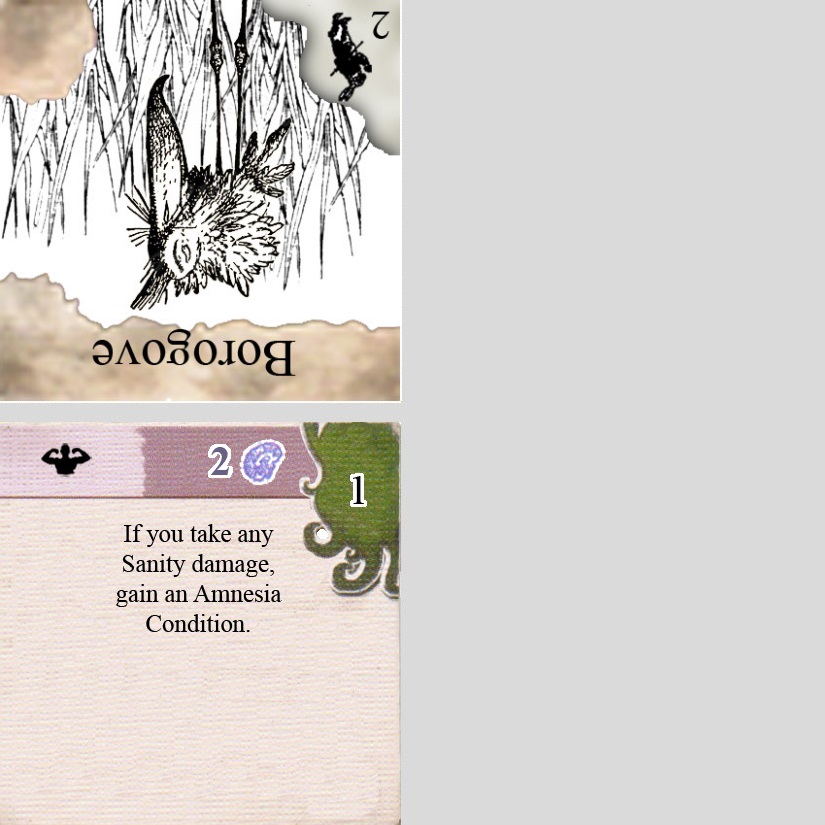 2
Borogove
2
1
If you take any
Sanity damage,
gain an Amnesia
Condition.